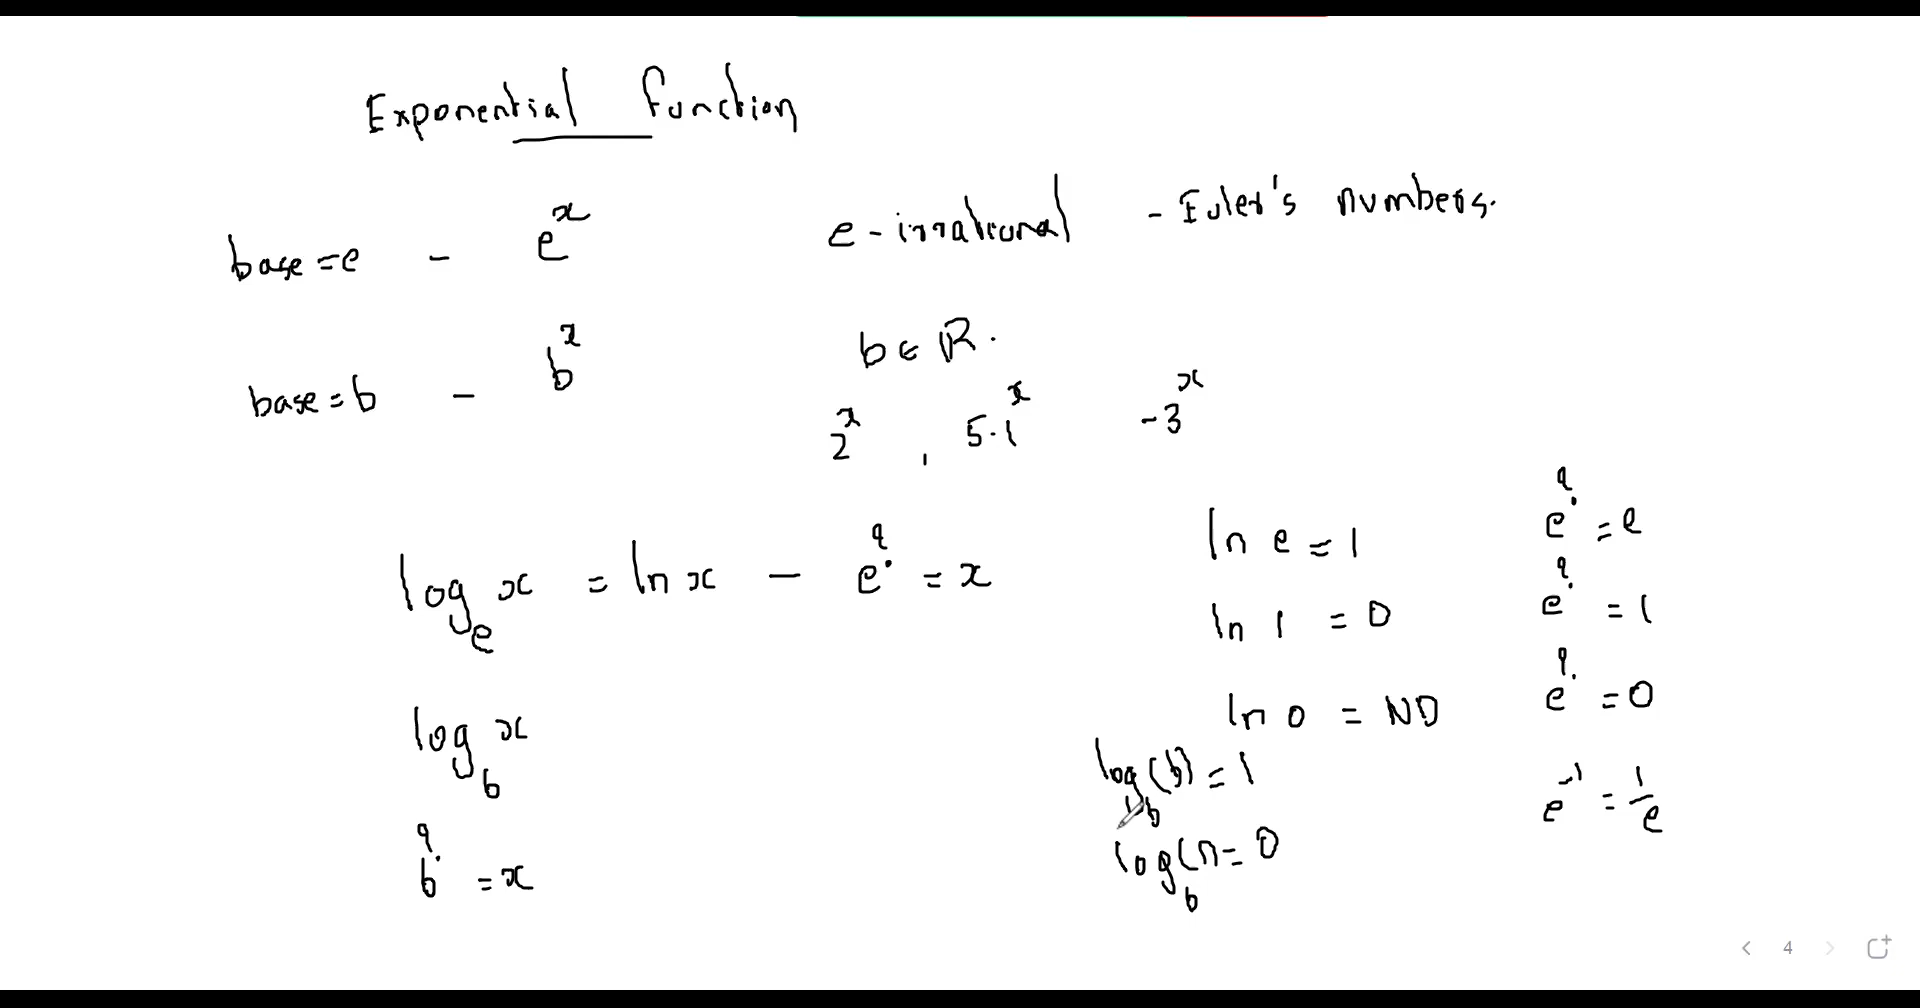 Exponential function
base = e - e^x e - irrational - Euler's numbers.
base = b - b^x b ∈ ℝ.
2^x , 5.1^x -3^x
log_e x = ln x - e^? = x
ln e = 1 e^? = e
ln 1 = 0 e^? = 1
ln 0 = ND e^? = 0
log_b x
log_b (b) = 1 e^-1 = 1/e
b^? = x
log_b (1) = 0
4